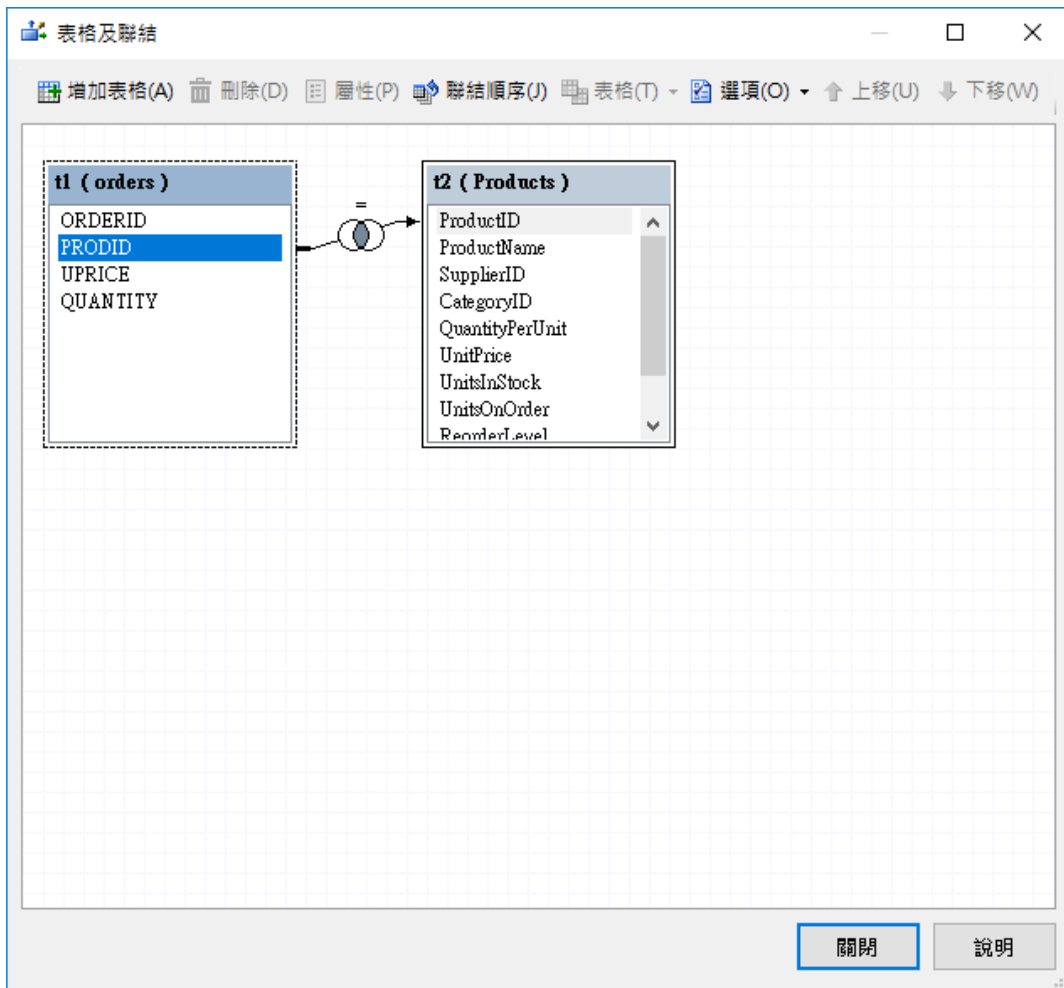 表格及聯結
增加表格(A) 刪除(D) 屬性(P) 聯結順序(J) 表格(T) 選項(O) 上移(U) 下移(W)
t1 ( orders )
ORDERID
PRODID
UPRICE
QUANTITY
=
t2 ( Products )
ProductID
ProductName
SupplierID
CategoryID
QuantityPerUnit
UnitPrice
UnitsInStock
UnitsOnOrder
ReorderLevel
關閉 說明